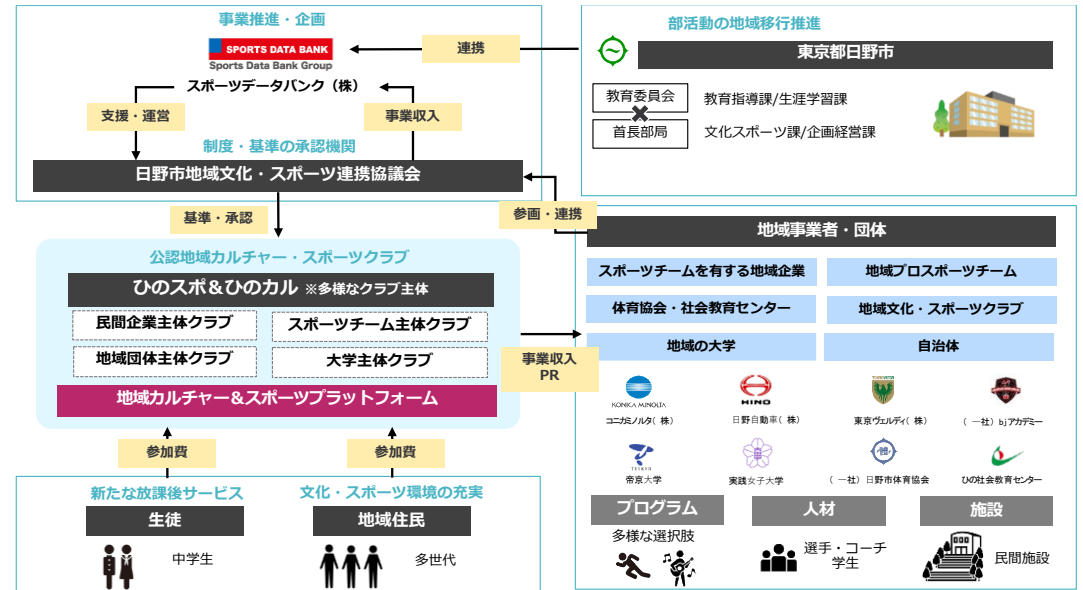 事業推進・企画
SPORTS DATA BANK
Sports Data Bank Group
スポーツデータバンク（株）
連携
支援・運営
事業収入
制度・基準の承認機関
日野市地域文化・スポーツ連携協議会
部活動の地域移行推進
東京都日野市
教育委員会
教育指導課/生涯学習課
首長部局
文化スポーツ課/企画経営課
基準・承認
参画・連携
公認地域カルチャー・スポーツクラブ
ひのスポ＆ひのカル ※多様なクラブ主体
民間企業主体クラブ
スポーツチーム主体クラブ
地域団体主体クラブ
大学主体クラブ
地域カルチャー＆スポーツプラットフォーム
事業収入
PR
地域事業者・団体
スポーツチームを有する地域企業
地域プロスポーツチーム
体育協会・社会教育センター
地域文化・スポーツクラブ
地域の大学
自治体
KONICA MINOLTA
HINO
コニカミノルタ( 株）
日野自動車( 株）
東京ヴェルディ( 株）
( 一社) bjアカデミー
TEIKYO
帝京大学
実践女子大学
( 一社) 日野市体育協会
ひの社会教育センター
参加費
参加費
新たな放課後サービス
文化・スポーツ環境の充実
生徒
地域住民
中学生
多世代
プログラム
人材
施設
多様な選択肢
選手・コーチ
学生
民間施設